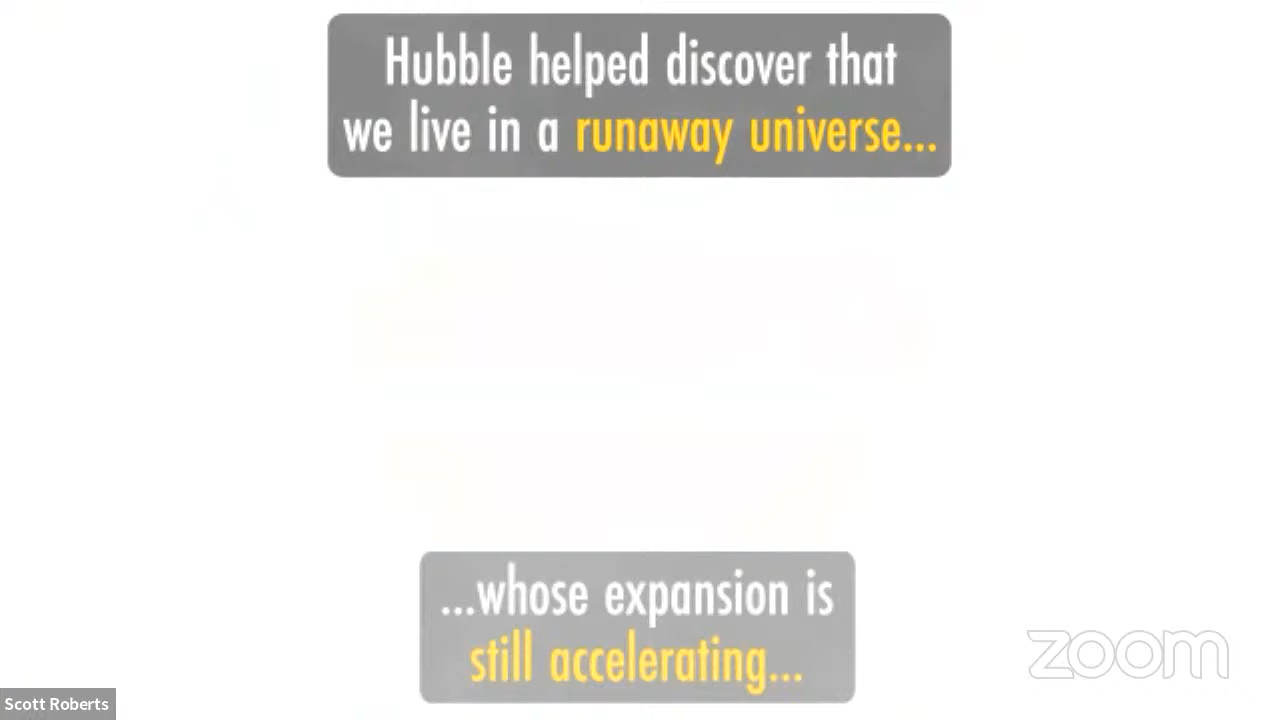 Hubble helped discover that
we live in a runaway universe...
...whose expansion is
still accelerating...
zoom
Scott Roberts